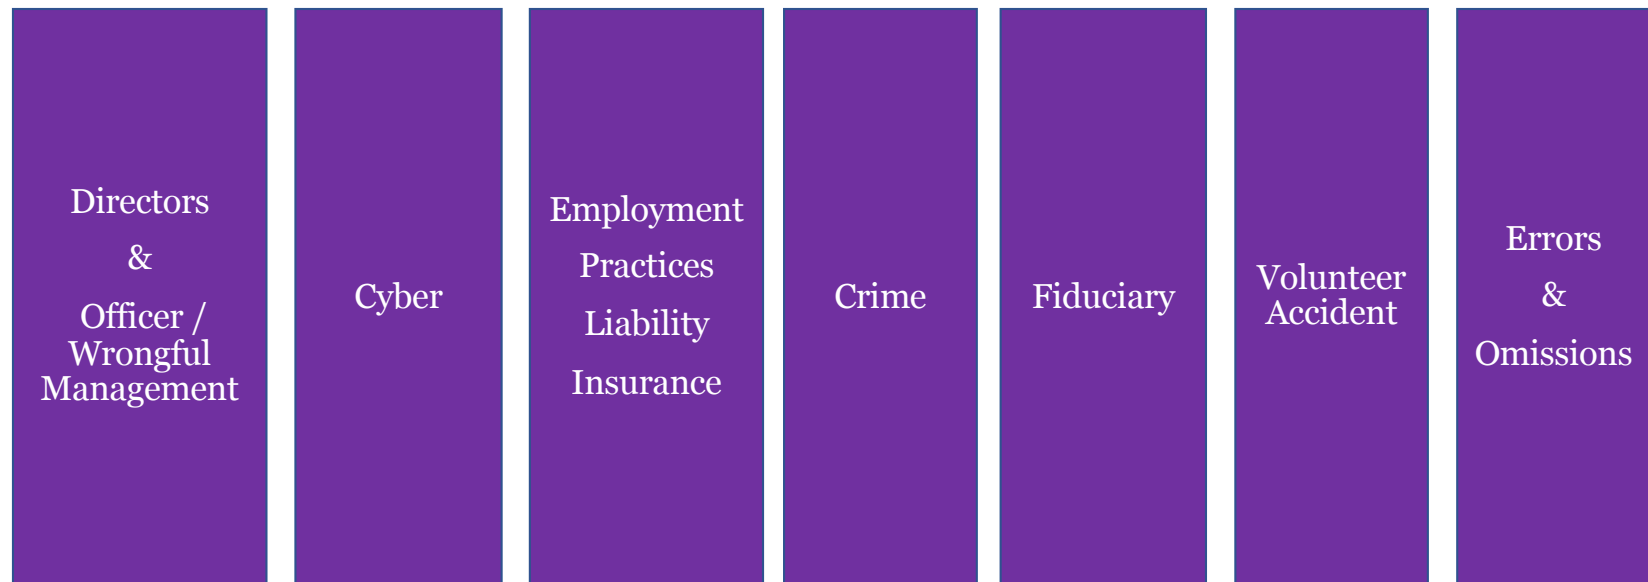 Directors
&
Officer /
Wrongful
Management
Cyber
Employment
Practices
Liability
Insurance
Crime
Fiduciary
Volunteer
Accident
Errors
&
Omissions